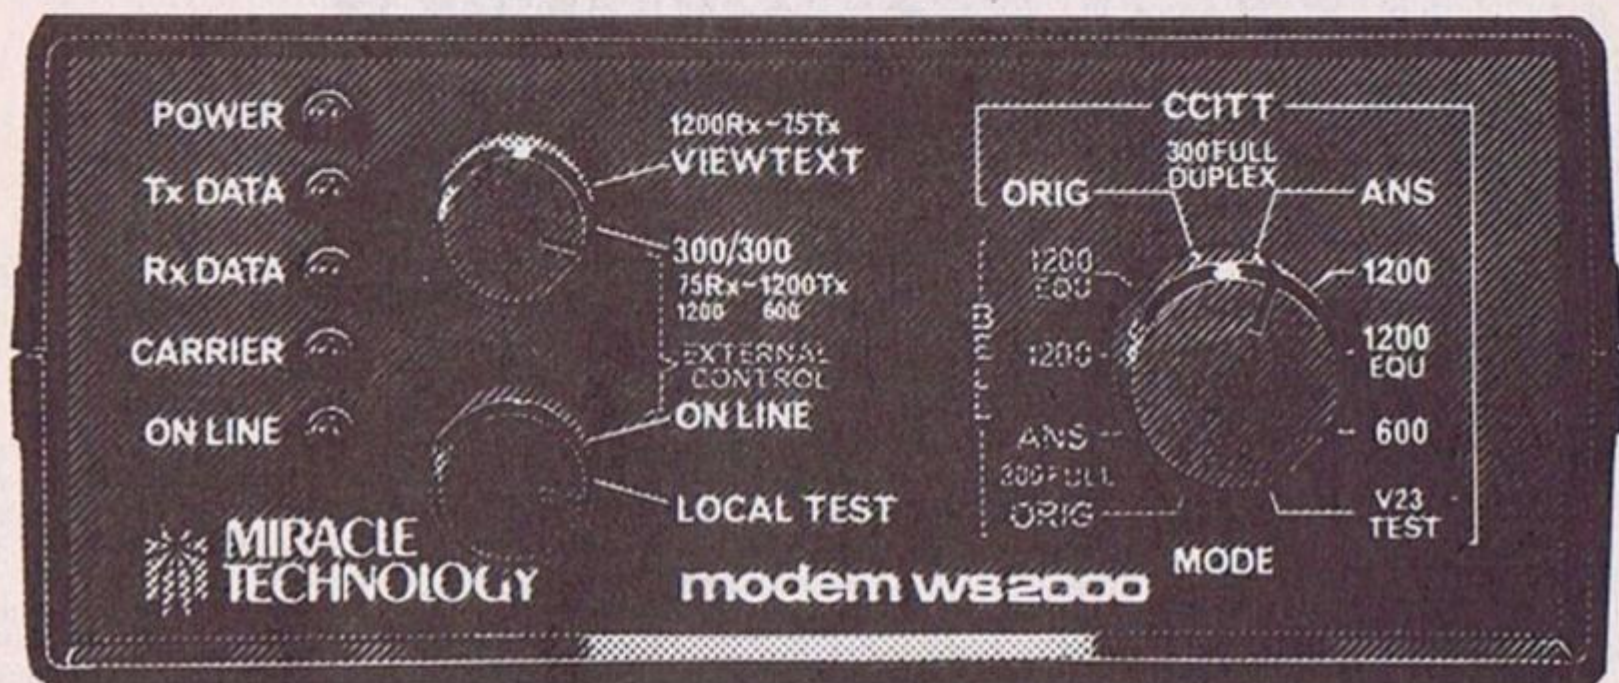 POWER
Tx DATA
Rx DATA
CARRIER
ON LINE
MIRACLE
TECHNOLOGY
1200Rx-75Tx
VIEWTEXT
300/300
75Rx-1200Tx
1200 600
EXTERNAL
CONTROL
ON LINE
LOCAL TEST
modem WS2000
CCITT
300 FULL
DUPLEX
ORIG
ANS
1200
EQU
1200
ANS
300 FULL
ORIG
BELL
1200
1200
EQU
600
V23
TEST
MODE